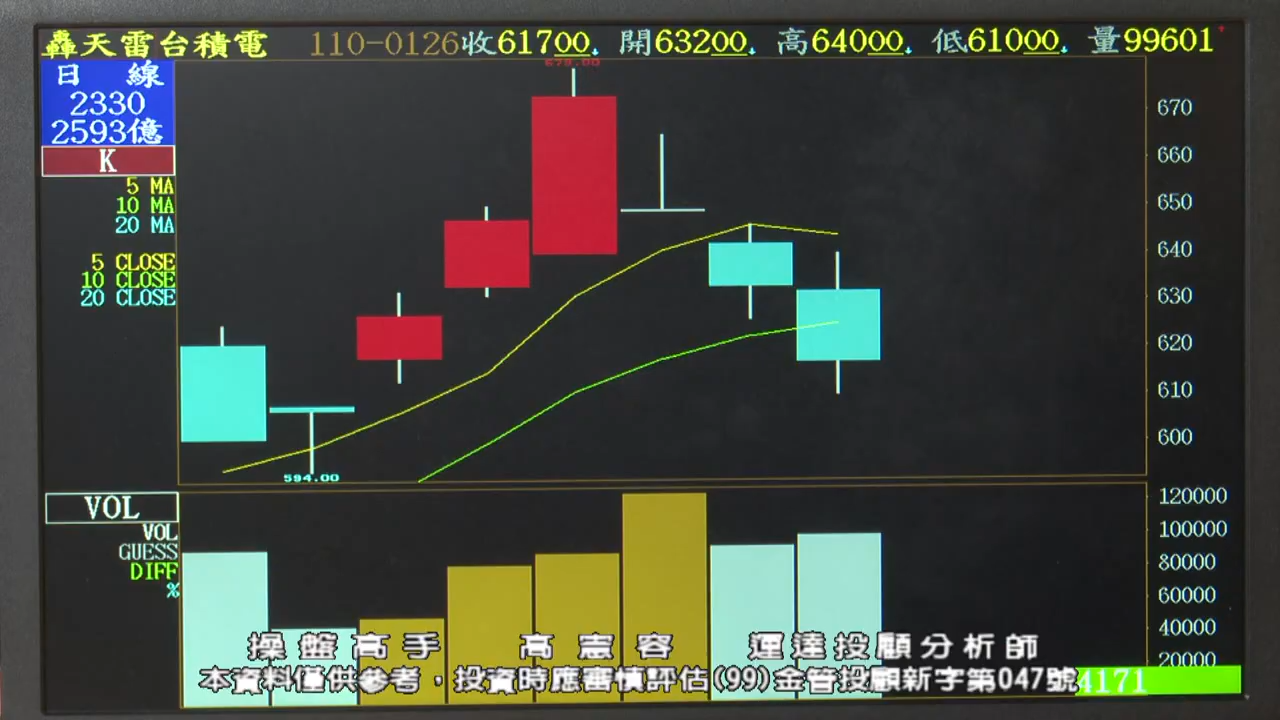 轟天雷台積電 110-0126收61700. 開63200. 高64000. 低61000. 量99601
日 線
2330
2593億
K
5 MA
10 MA
20 MA
5 CLOSE
10 CLOSE
20 CLOSE
679.00
594.00
670
660
650
640
630
620
610
600
VOL
VOL
GUESS
DIFF
%
120000
100000
80000
60000
40000
20000
操盤高手 高憲容 運達投顧分析師
本資料僅供參考，投資時應審慎評估(99)金管投顧新字第047號
4171